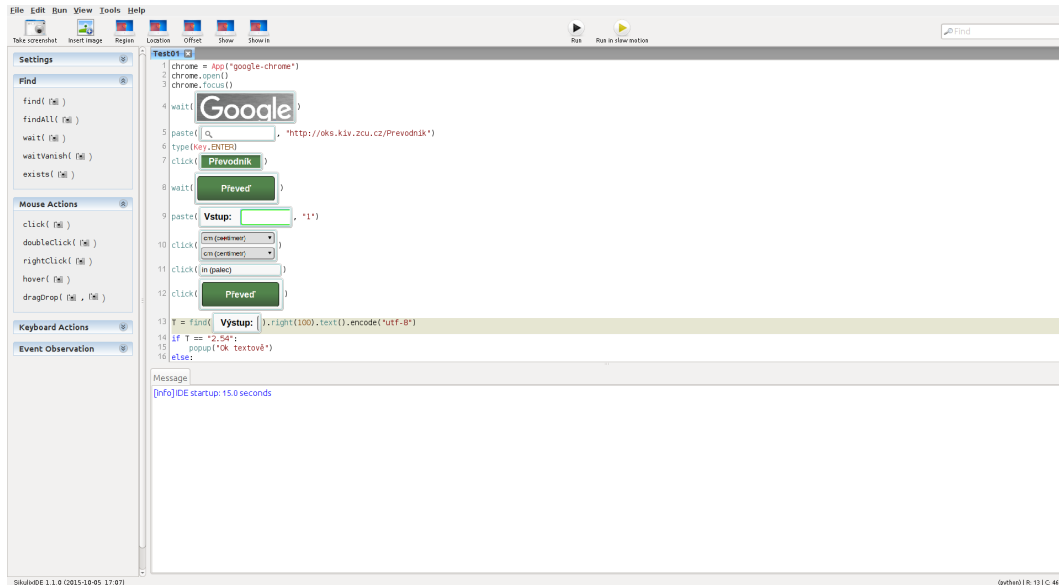 File Edit Run View Tools Help
Take screenshot Insert image Region Location Offset Show Show in Run Run in slow motion Find
Settings
Find
find( )
findAll( )
wait( )
waitVanish( )
exists( )
Mouse Actions
click( )
doubleClick( )
rightClick( )
hover( )
dragDrop( , )
Keyboard Actions
Event Observation
Test01
1 chrome = App("google-chrome")
2 chrome.open()
3 chrome.focus()
4 wait( Google )
5 paste( , "http://oks.kiv.zcu.cz/Prevodnik")
6 type(Key.ENTER)
7 click( Převodník )
8 wait( Převeď )
9 paste( Vstup: , "1")
10 click( cm (centimetr)
cm (centimetr) )
11 click( in (palec) )
12 click( Převeď )
13 T = find( Výstup: ).right(100).text().encode("utf-8")
14 if T == "2.54":
15 popup("Ok textově")
16 else:
Message
[info] IDE startup: 15.0 seconds
SikulixIDE 1.1.0 (2015-10-05 17:07)
(python) | R: 13 | C: 46